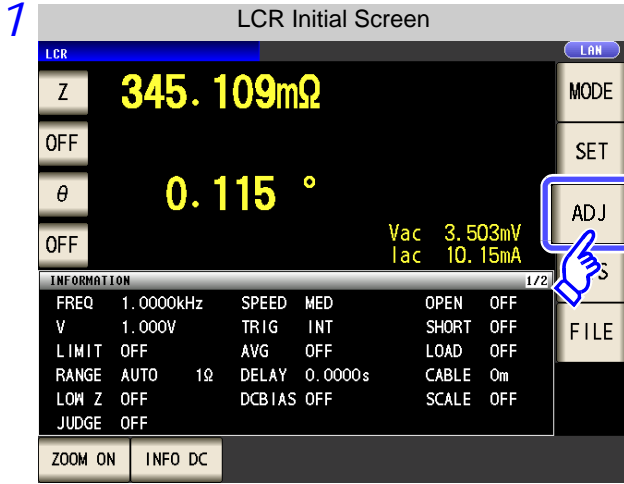 1
LCR Initial Screen
LCR
LAN
Z 345.109mΩ
MODE
OFF
SET
θ 0.115 °
ADJ
OFF
Vac 3.503mV
Iac 10.15mA
S
INFORMATION 1/2
FREQ 1.0000kHz SPEED MED OPEN OFF
V 1.000V TRIG INT SHORT OFF
FILE
LIMIT OFF AVG OFF LOAD OFF
RANGE AUTO 1Ω DELAY 0.0000s CABLE 0m
LOW Z OFF DCBIAS OFF SCALE OFF
JUDGE OFF
ZOOM ON INFO DC